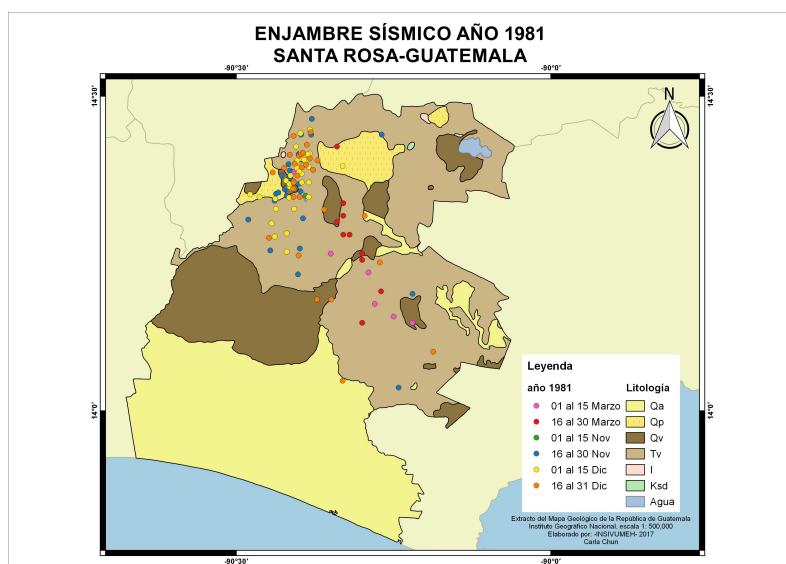 ENJAMBRE SÍSMICO AÑO 1981
SANTA ROSA-GUATEMALA
-90°30'
-90°0'
14°30'
14°30'
N
14°0'
14°0'
Leyenda
año 1981
Litología
01 al 15 Marzo
Qa
16 al 30 Marzo
Qp
01 al 15 Nov
Qv
16 al 30 Nov
Tv
01 al 15 Dic
I
16 al 31 Dic
Ksd
Agua
Extracto del Mapa Geológico de la República de Guatemala
Instituto Geográfico Nacional, escala 1: 500,000
Elaborado por: -INSIVUMEH- 2017
Carla Chun
-90°30'
-90°0'